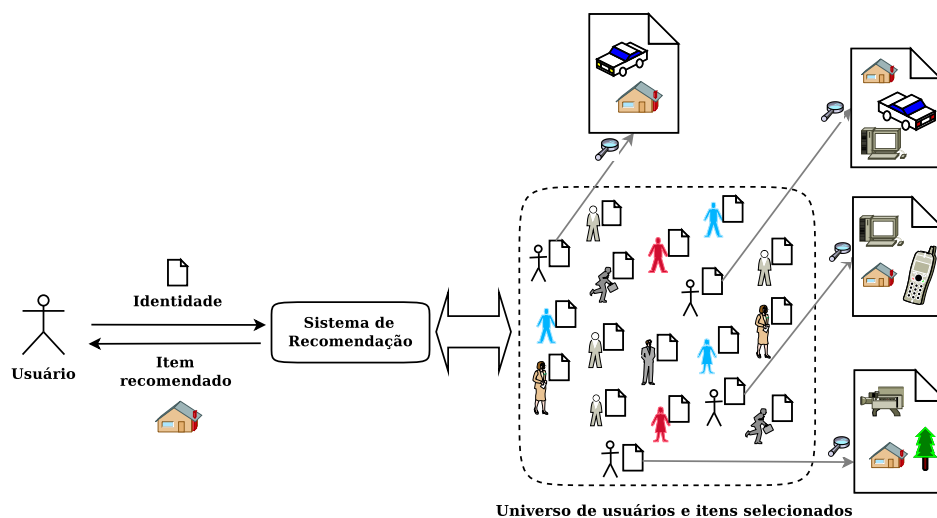 Identidade
Usuário
Item
recomendado
Sistema de
Recomendação
Universo de usuários e itens selecionados